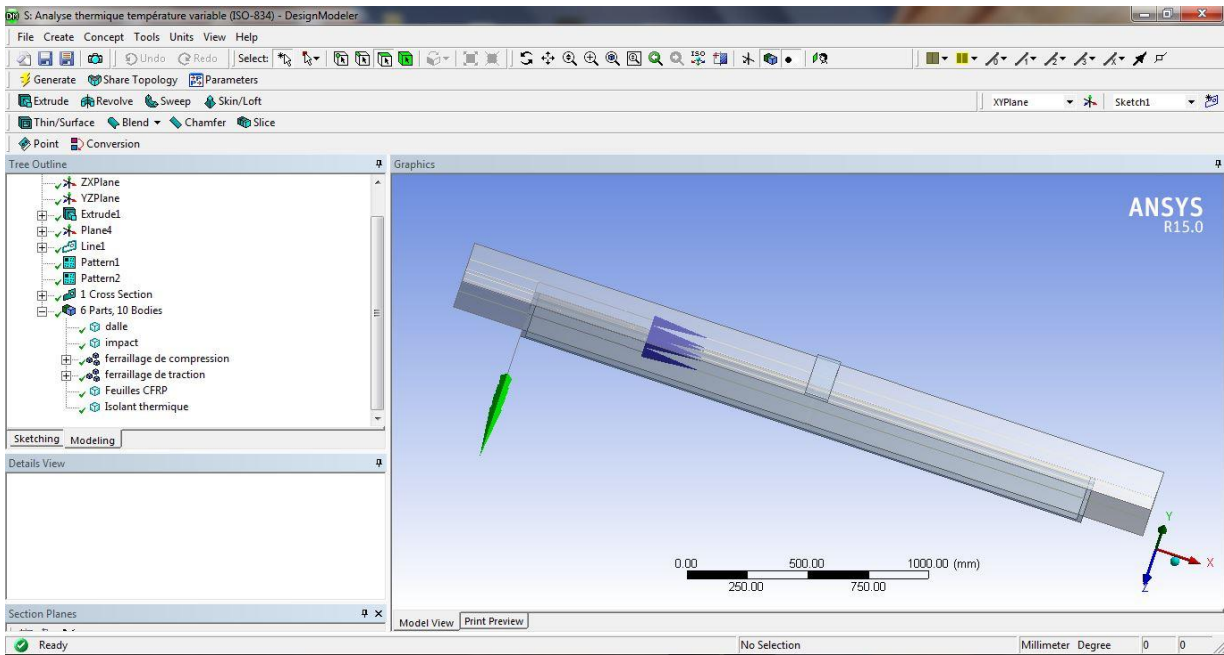 S: Analyse thermique température variable (ISO-834) - DesignModeler
File Create Concept Tools Units View Help
Undo Redo Select:
Generate Share Topology Parameters
Extrude Revolve Sweep Skin/Loft XYPlane Sketch1
Thin/Surface Blend Chamfer Slice
Point Conversion
Tree Outline
ZXPlane
YZPlane
Extrude1
Plane4
Line1
Pattern1
Pattern2
1 Cross Section
6 Parts, 10 Bodies
dalle
impact
ferraillage de compression
ferraillage de traction
Feuilles CFRP
Isolant thermique
Sketching Modeling
Details View
Section Planes
Graphics
ANSYS
R15.0
0.00 500.00 1000.00 (mm)
250.00 750.00
Y
X
Z
Model View Print Preview
Ready No Selection Millimeter Degree 0 0